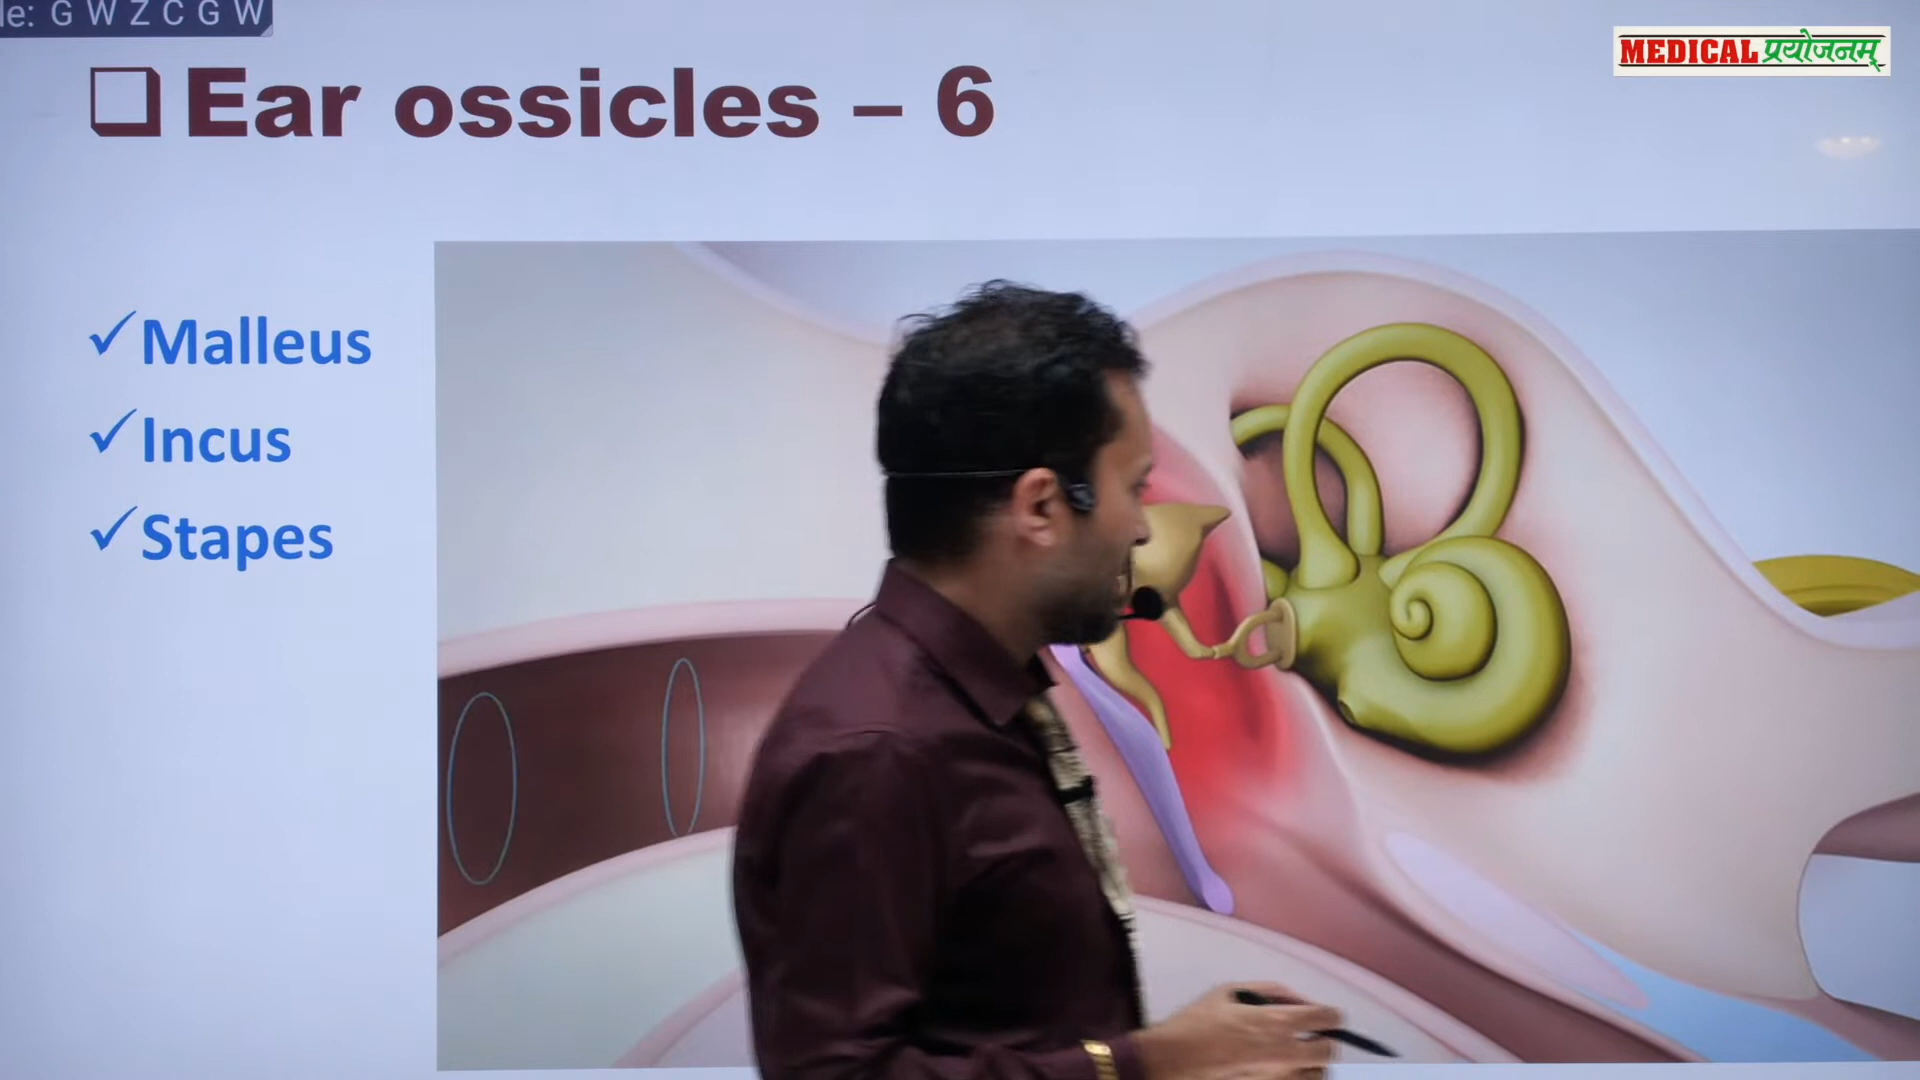 le: G W Z C G W
MEDICAL प्रयोजनम्
Ear ossicles – 6
Malleus
Incus
Stapes